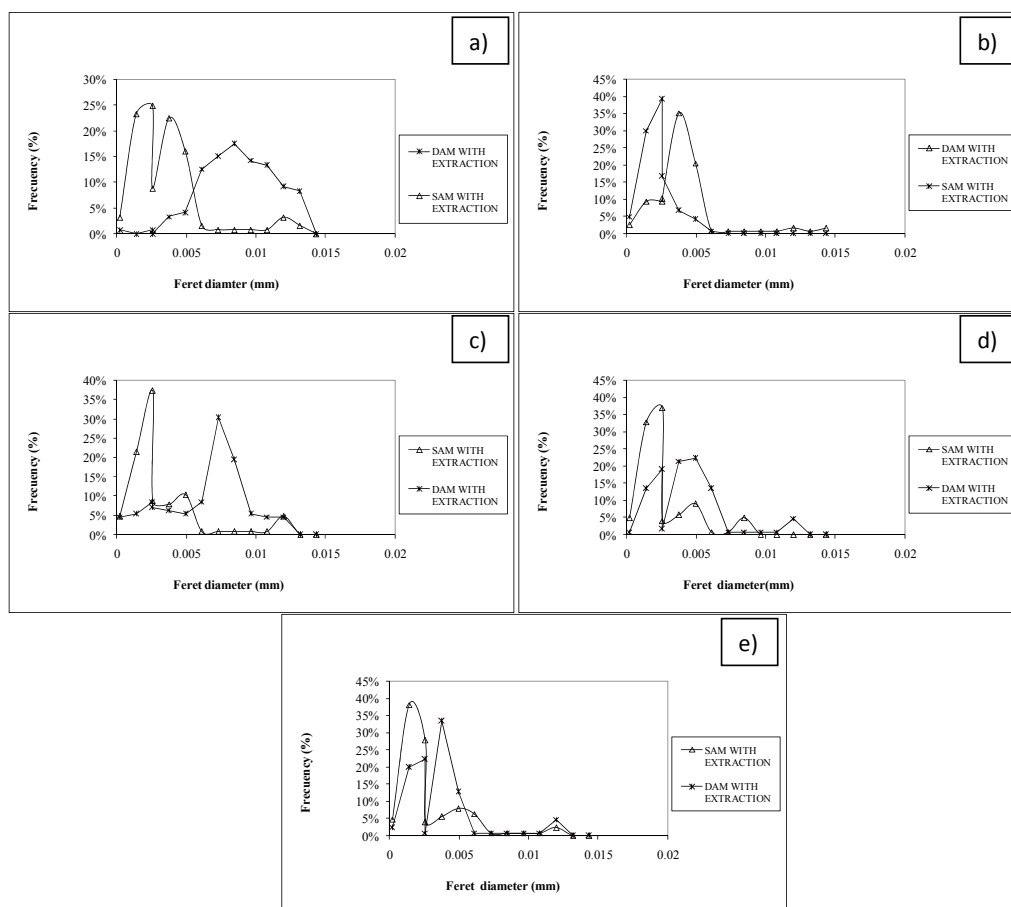 a)
30%
25%
20%
15%
10%
5%
0%
0
0.005
0.01
0.015
0.02
Frecuency (%)
Feret diamter (mm)
DAM WITH
EXTRACTION
SAM WITH
EXTRACTION
b)
45%
40%
35%
30%
25%
20%
15%
10%
5%
0%
0
0.005
0.01
0.015
0.02
Frecuency (%)
Feret diameter (mm)
DAM WITH
EXTRACTION
SAM WITH
EXTRACTION
c)
40%
35%
30%
25%
20%
15%
10%
5%
0%
0
0.005
0.01
0.015
0.02
Frecuency (%)
Feret diameter (mm)
SAM WITH
EXTRACTION
DAM WITH
EXTRACTION
d)
45%
40%
35%
30%
25%
20%
15%
10%
5%
0%
0
0.005
0.01
0.015
0.02
Frecuency (%)
Feret diameter(mm)
SAM WITH
EXTRACTION
DAM WITH
EXTRACTION
e)
45%
40%
35%
30%
25%
20%
15%
10%
5%
0%
0
0.005
0.01
0.015
0.02
Frecuency (%)
Feret diameter (mm)
SAM WITH
EXTRACTION
DAM WITH
EXTRACTION